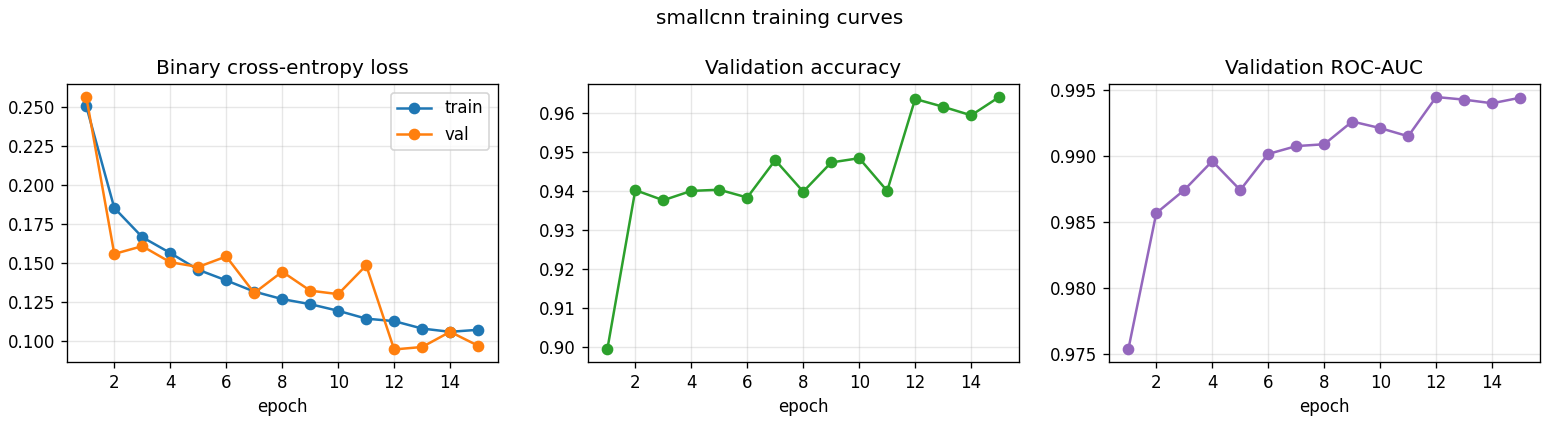 smallcnn training curves
Binary cross-entropy loss
0.250
0.225
0.200
0.175
0.150
0.125
0.100
train
val
2 4 6 8 10 12 14
epoch
Validation accuracy
0.96
0.95
0.94
0.93
0.92
0.91
0.90
2 4 6 8 10 12 14
epoch
Validation ROC-AUC
0.995
0.990
0.985
0.980
0.975
2 4 6 8 10 12 14
epoch